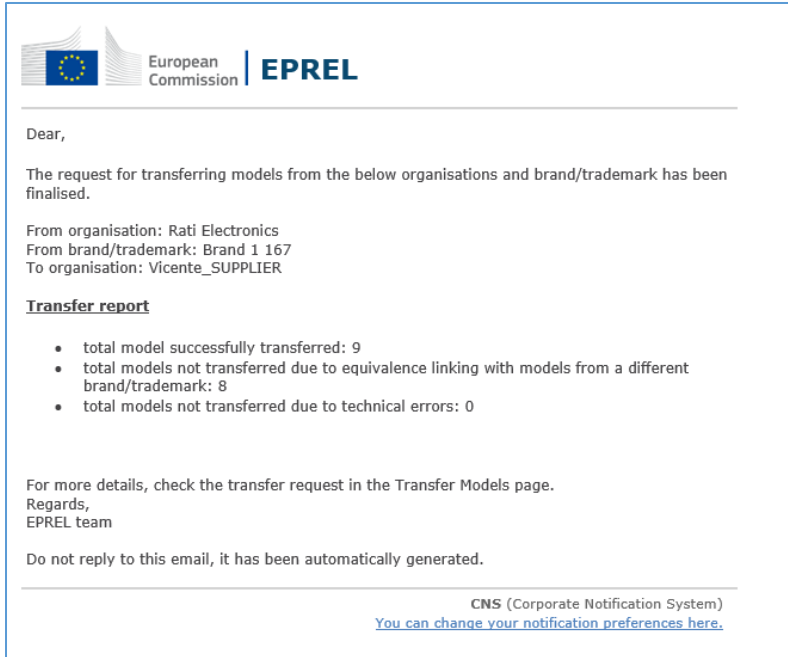 European
Commission
EPREL
Dear,
The request for transferring models from the below organisations and brand/trademark has been
finalised.
From organisation: Rati Electronics
From brand/trademark: Brand 1 167
To organisation: Vicente_SUPPLIER
Transfer report
• total model successfully transferred: 9
• total models not transferred due to equivalence linking with models from a different
brand/trademark: 8
• total models not transferred due to technical errors: 0
For more details, check the transfer request in the Transfer Models page.
Regards,
EPREL team
Do not reply to this email, it has been automatically generated.
CNS (Corporate Notification System)
You can change your notification preferences here.